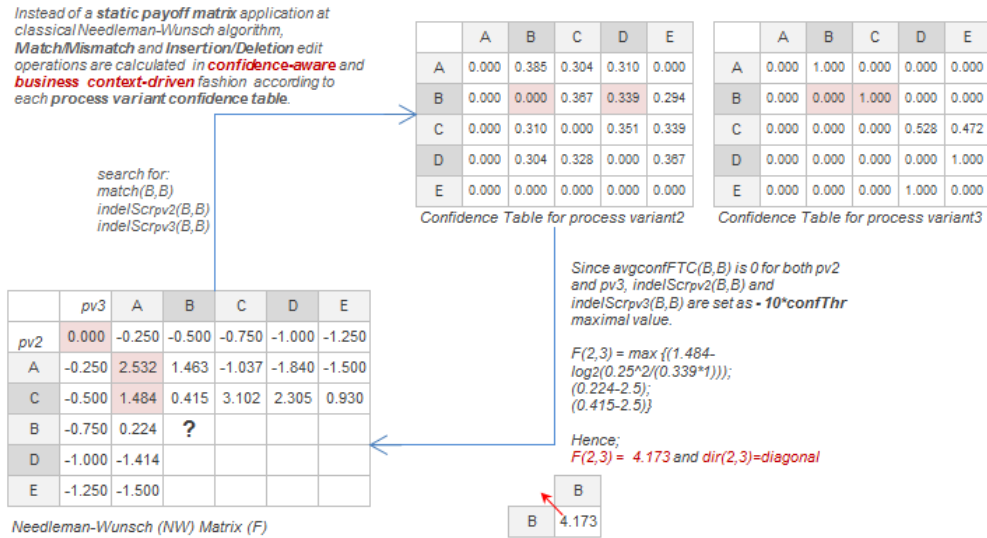 Instead of a static payoff matrix application at
classical Needleman-Wunsch algorithm,
Match/Mismatch and Insertion/Deletion edit
operations are calculated in confidence-aware and
business context-driven fashion according to
each process variant confidence table.
A B C D E
A 0.000 0.385 0.304 0.310 0.000
B 0.000 0.000 0.367 0.339 0.294
C 0.000 0.310 0.000 0.351 0.339
D 0.000 0.304 0.328 0.000 0.367
E 0.000 0.000 0.000 0.000 0.000
Confidence Table for process variant2
A B C D E
A 0.000 1.000 0.000 0.000 0.000
B 0.000 0.000 1.000 0.000 0.000
C 0.000 0.000 0.000 0.528 0.472
D 0.000 0.000 0.000 0.000 1.000
E 0.000 0.000 0.000 1.000 0.000
Confidence Table for process variant3
search for:
match(B,B)
indelScrpv2(B,B)
indelScrpv3(B,B)
pv3 A B C D E
pv2 0.000 -0.250 -0.500 -0.750 -1.000 -1.250
A -0.250 2.532 1.463 -1.037 -1.840 -1.500
C -0.500 1.484 0.415 3.102 2.305 0.930
B -0.750 0.224 ?
D -1.000 -1.414
E -1.250 -1.500
Needleman-Wunsch (NW) Matrix (F)
Since avgconfFTC(B,B) is 0 for both pv2
and pv3, indelScrpv2(B,B) and
indelScrpv3(B,B) are set as - 10*confThr
maximal value.
F(2,3) = max {(1.484-
log2(0.25^2/(0.339*1)));
(0.224-2.5);
(0.415-2.5)}
Hence;
F(2,3) = 4.173 and dir(2,3)=diagonal
B
B 4.173